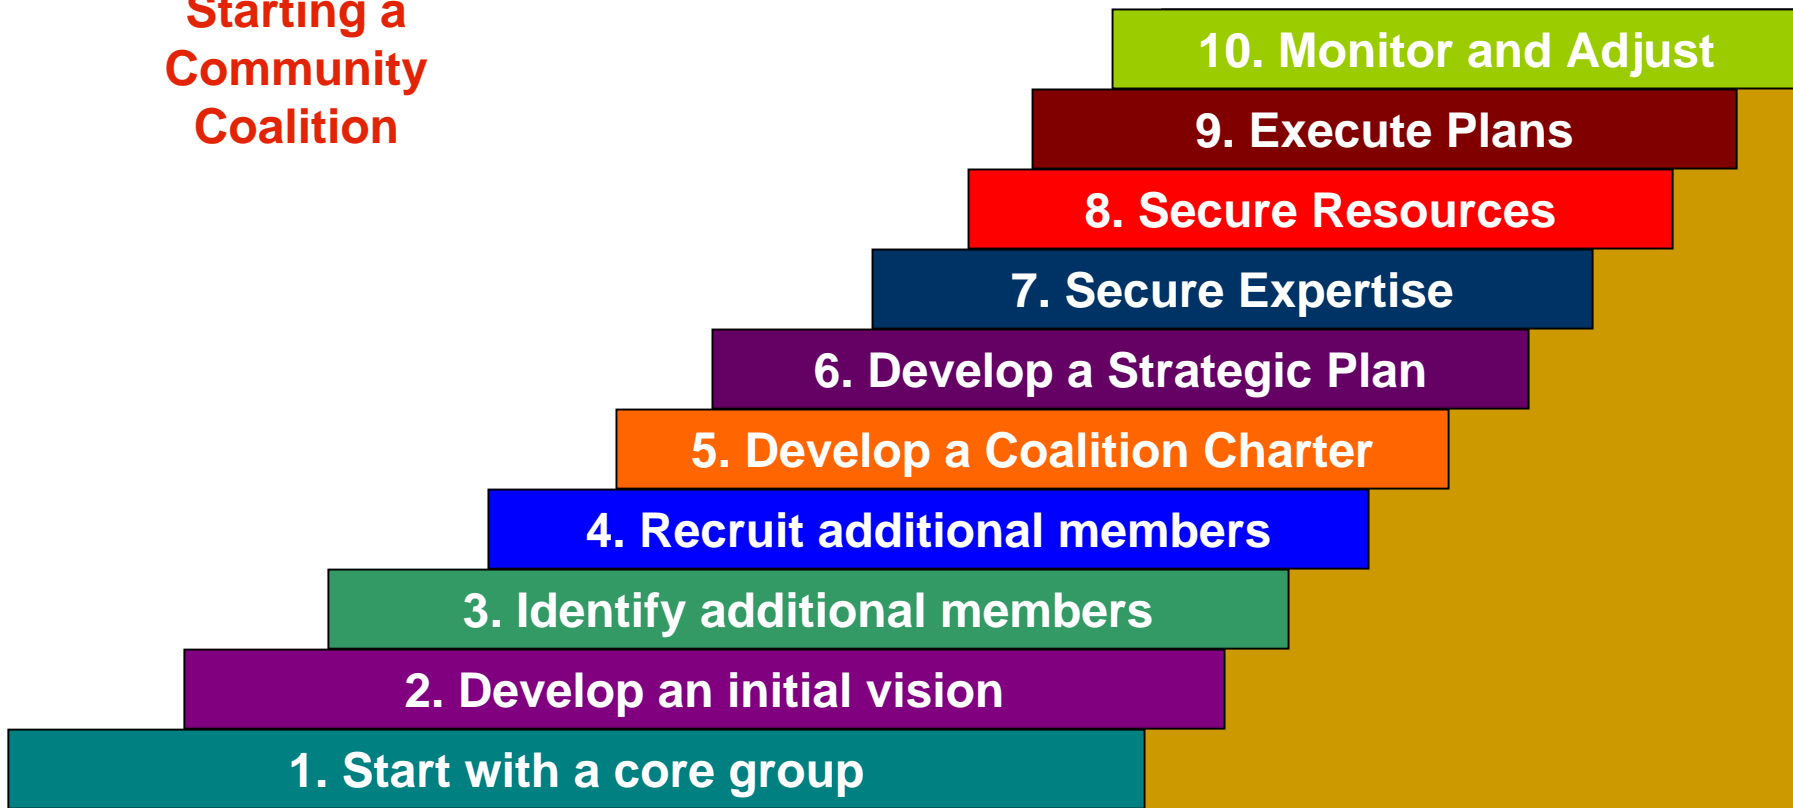 Starting a
Community
Coalition
10. Monitor and Adjust
9. Execute Plans
8. Secure Resources
7. Secure Expertise
6. Develop a Strategic Plan
5. Develop a Coalition Charter
4. Recruit additional members
3. Identify additional members
2. Develop an initial vision
1. Start with a core group